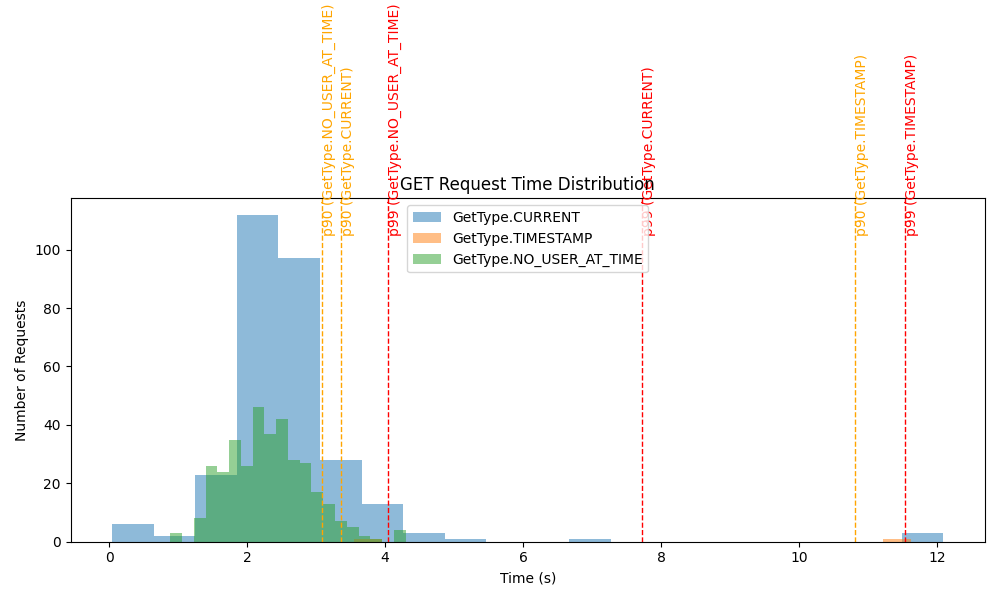 p90 (GetType.NO_USER_AT_TIME)
p90 (GetType.CURRENT)
p99 (GetType.NO_USER_AT_TIME)
p99 (GetType.CURRENT)
p90 (GetType.TIMESTAMP)
p99 (GetType.TIMESTAMP)
GET Request Time Distribution
GetType.CURRENT
GetType.TIMESTAMP
GetType.NO_USER_AT_TIME
Number of Requests
100
80
60
40
20
0
0 2 4 6 8 10 12
Time (s)